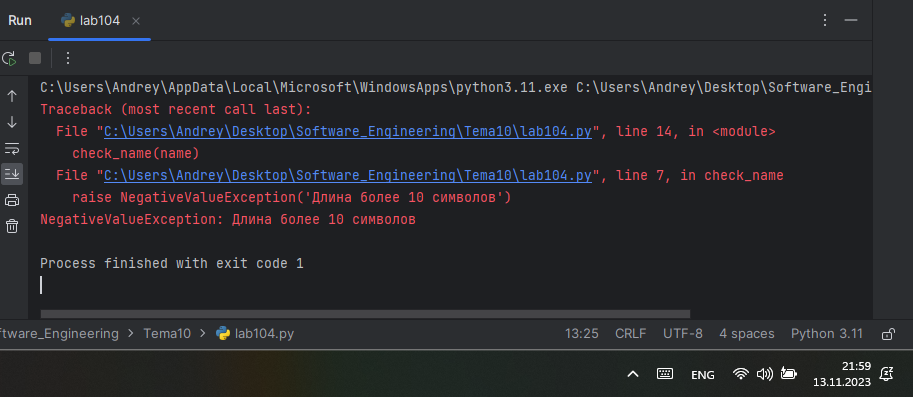 Run lab104
C:\Users\Andrey\AppData\Local\Microsoft\WindowsApps\python3.11.exe C:\Users\Andrey\Desktop\Software_Engi
Traceback (most recent call last):
File "C:\Users\Andrey\Desktop\Software_Engineering\Tema10\lab104.py", line 14, in <module>
check_name(name)
File "C:\Users\Andrey\Desktop\Software_Engineering\Tema10\lab104.py", line 7, in check_name
raise NegativeValueException('Длина более 10 символов')
NegativeValueException: Длина более 10 символов
Process finished with exit code 1
ftware_Engineering > Tema10 > lab104.py 13:25 CRLF UTF-8 4 spaces Python 3.11
ENG 21:59
13.11.2023